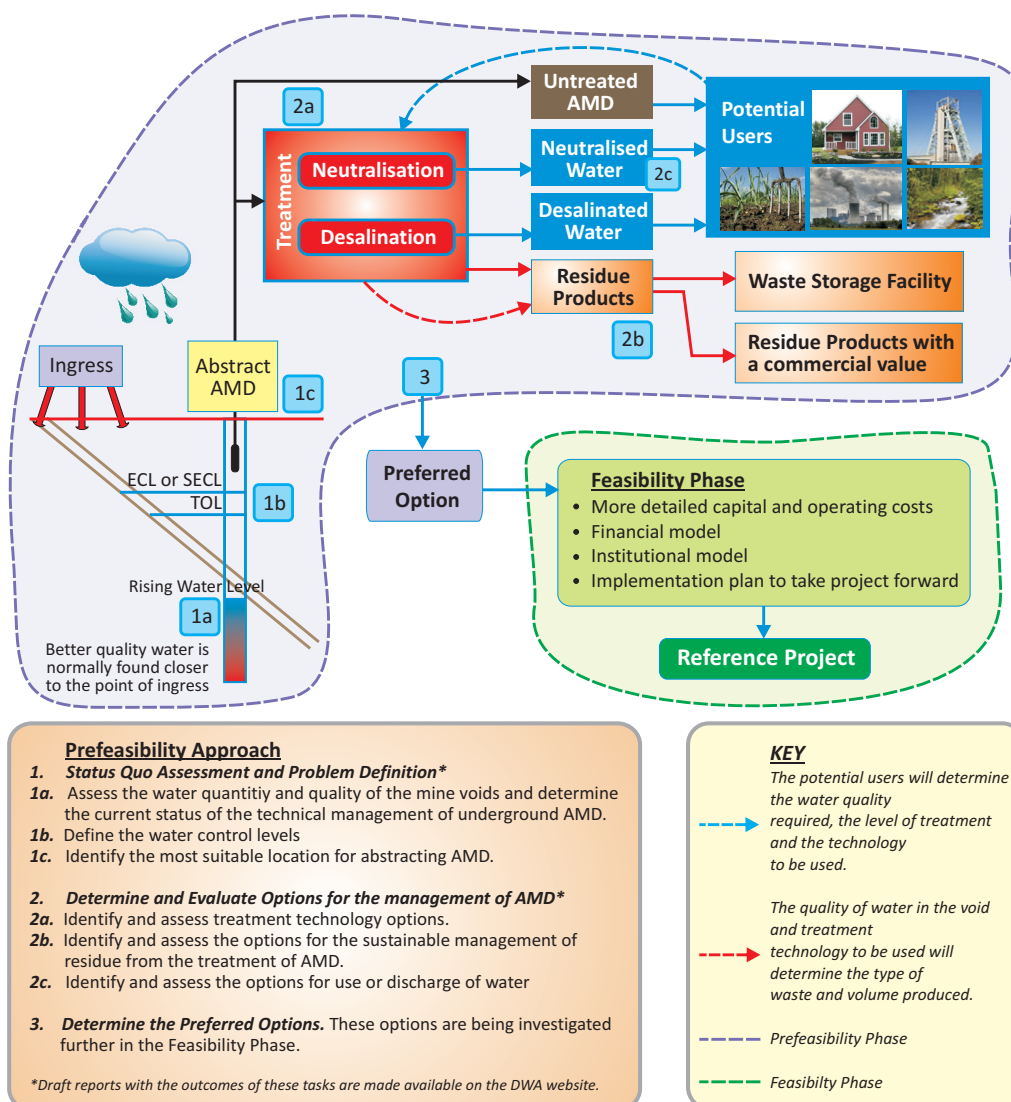 2a
Untreated
AMD
Potential
Users
Treatment
Neutralisation
Neutralised
Water
2c
Desalination
Desalinated
Water
Residue
Products
2b
Waste Storage Facility
Residue Products with
a commercial value
Ingress
Abstract
AMD
1c
ECL or SECL
TOL
1b
Rising Water Level
1a
Better quality water is
normally found closer
to the point of ingress
3
Preferred
Option
Feasibility Phase
• More detailed capital and operating costs
• Financial model
• Institutional model
• Implementation plan to take project forward
Reference Project
Prefeasibility Approach
1. Status Quo Assessment and Problem Definition*
1a. Assess the water quantitiy and quality of the mine voids and determine
the current status of the technical management of underground AMD.
1b. Define the water control levels
1c. Identify the most suitable location for abstracting AMD.
2. Determine and Evaluate Options for the management of AMD*
2a. Identify and assess treatment technology options.
2b. Identify and assess the options for the sustainable management of
residue from the treatment of AMD.
2c. Identify and assess the options for use or discharge of water
3. Determine the Preferred Options. These options are being investigated
further in the Feasibility Phase.
*Draft reports with the outcomes of these tasks are made available on the DWA website.
KEY
The potential users will determine
the water quality
required, the level of treatment
and the technology
to be used.
The quality of water in the void
and treatment
technology to be used will
determine the type of
waste and volume produced.
Prefeasibility Phase
Feasibilty Phase